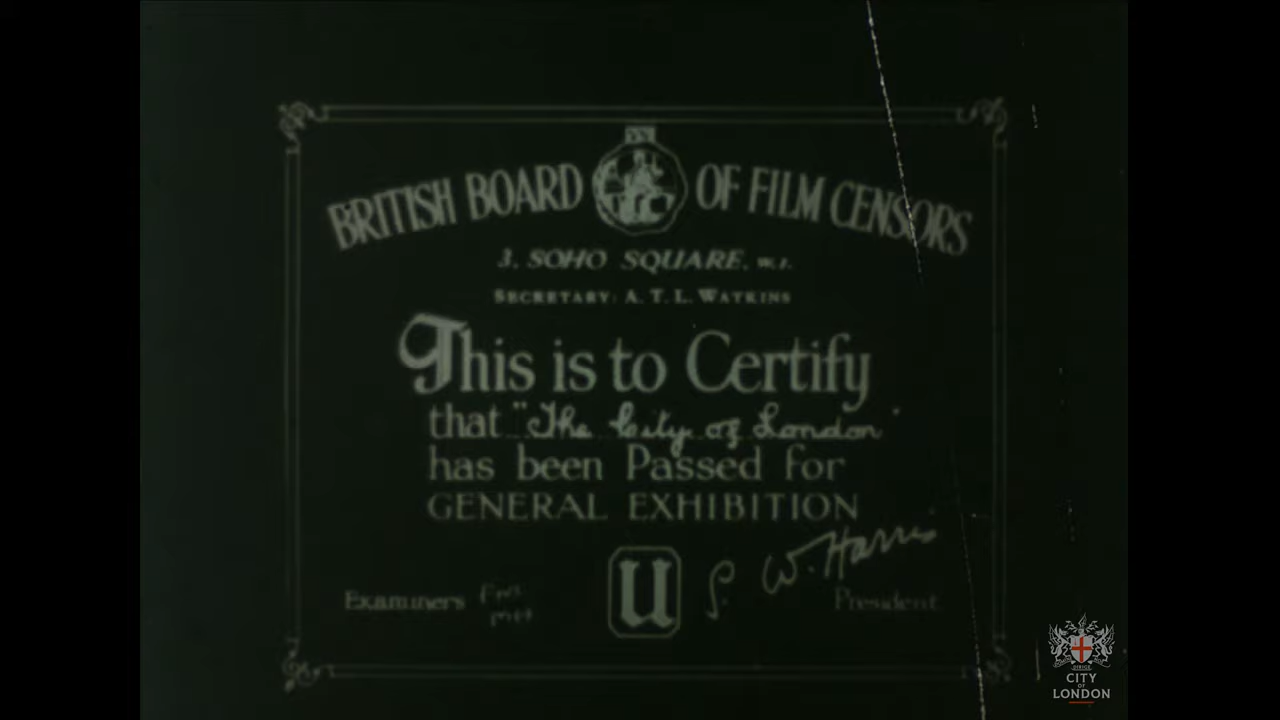 BRITISH BOARD OF FILM CENSORS
3. SOHO SQUARE. W.1.
SECRETARY: A. T. L. WATKINS
This is to Certify
that "The City of London"
has been Passed for
GENERAL EXHIBITION
S. W. Harris
Examiners
U
President
CITY
OF
LONDON